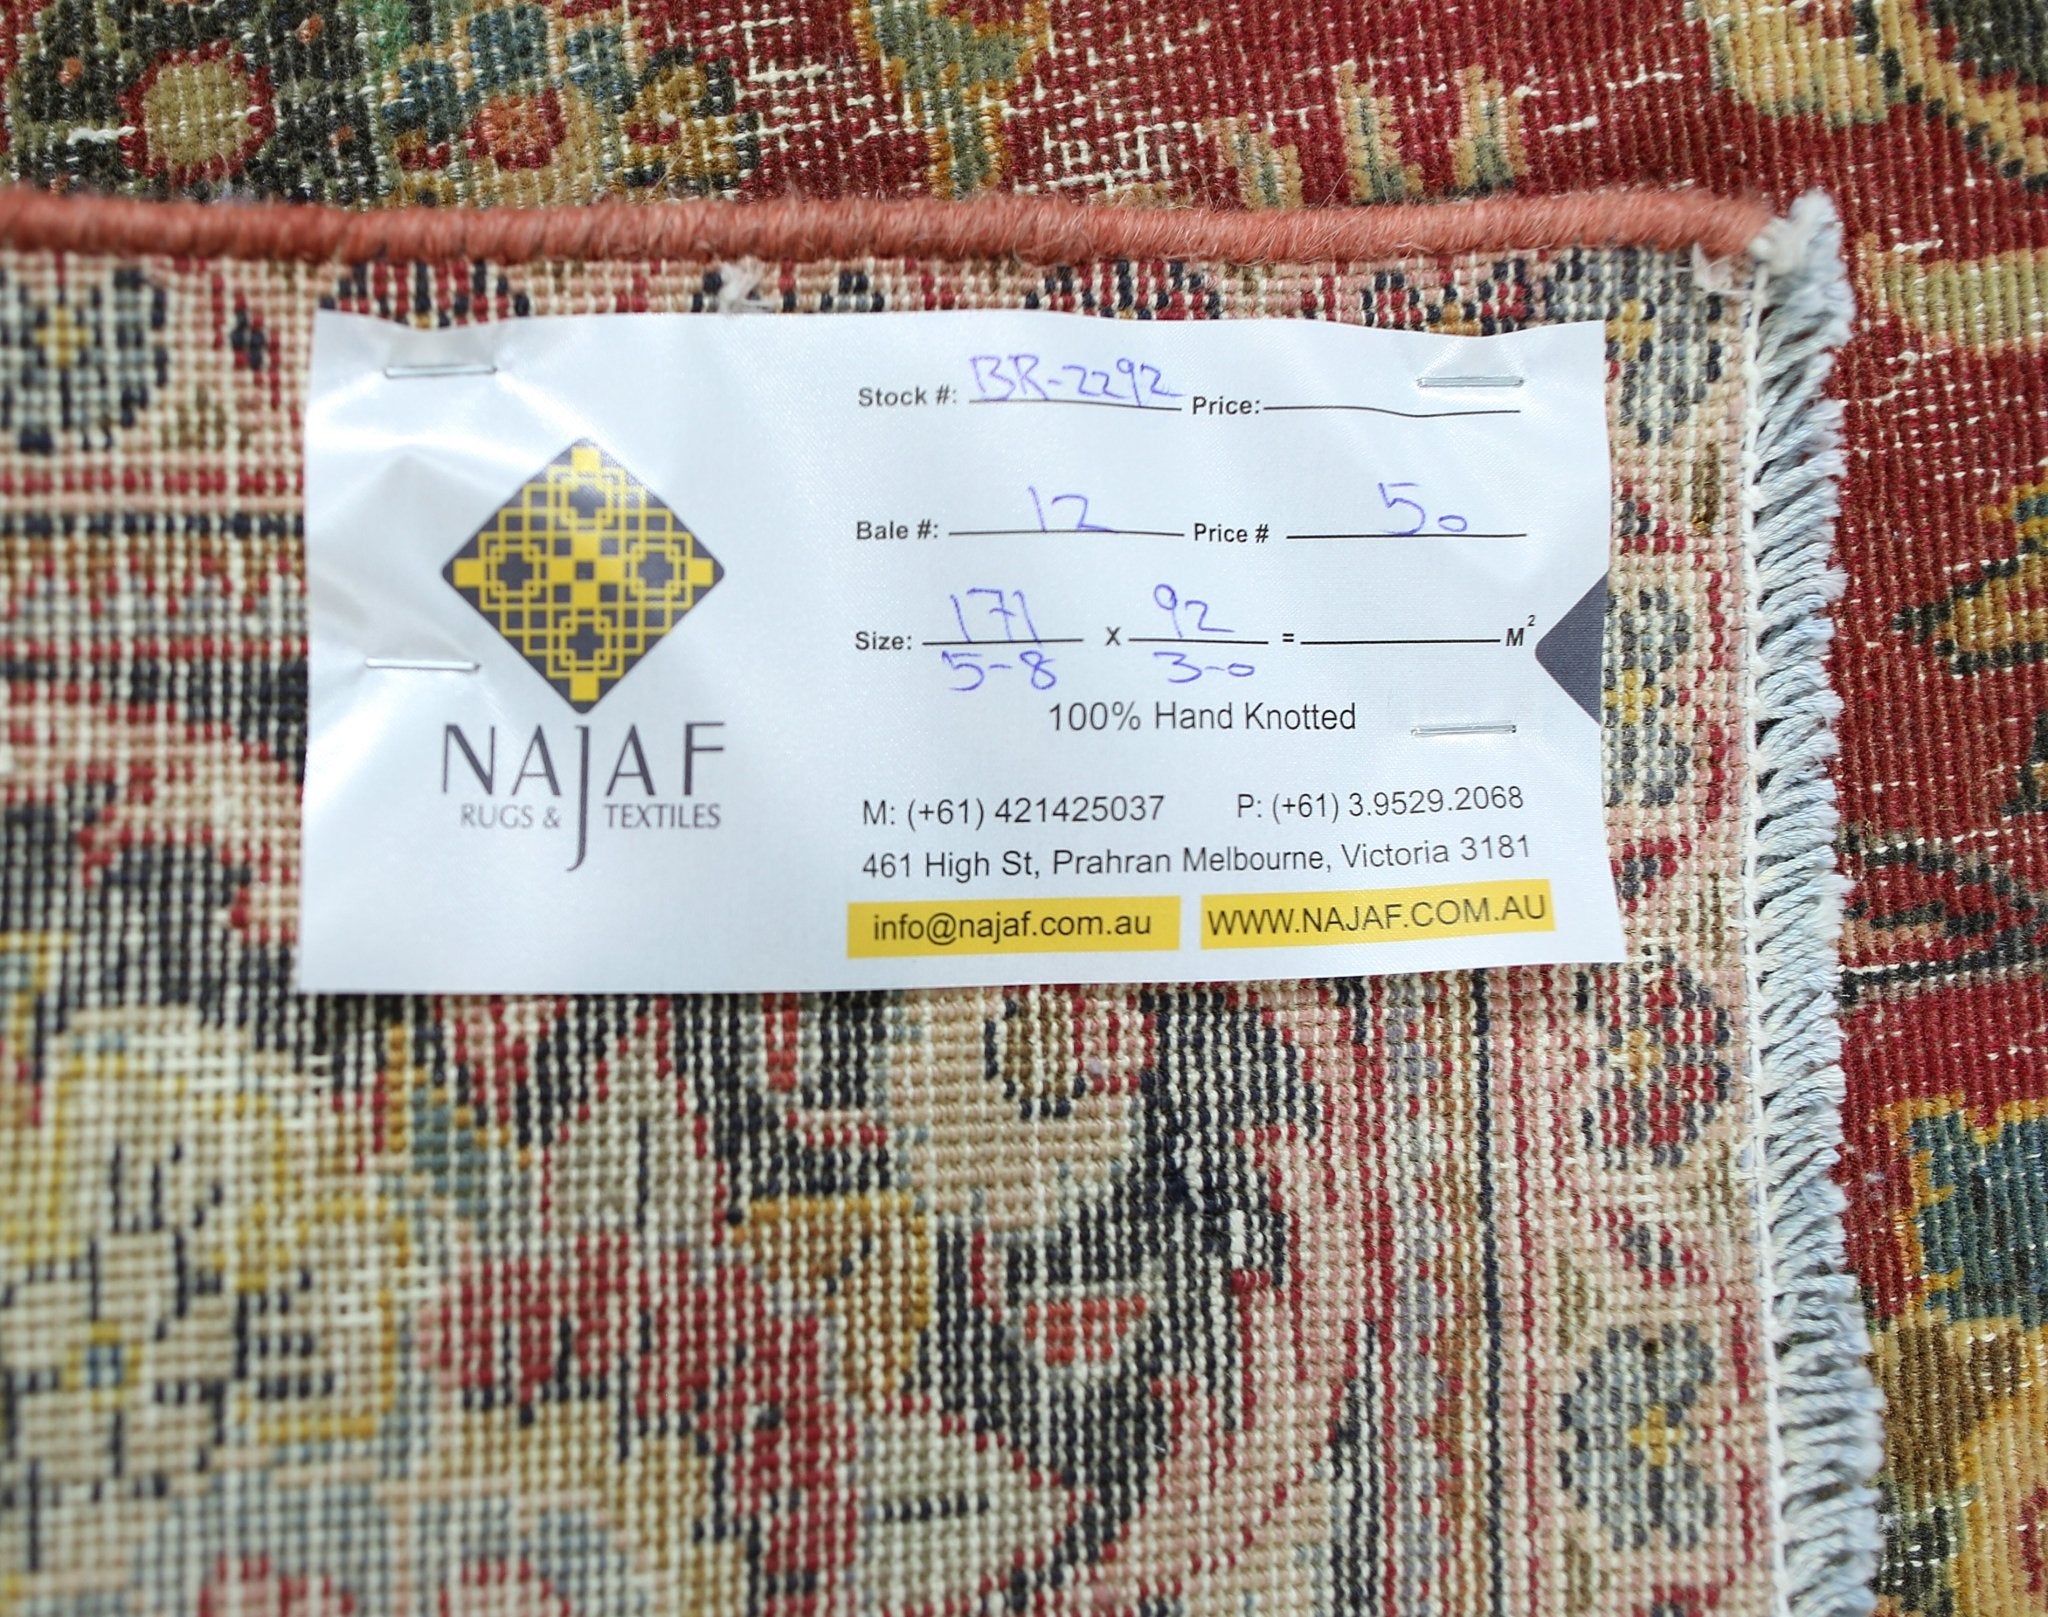 Stock #: BR-2292 Price:
Bale #: 12 Price # 50
Size: 171 X 92 = M²
5-8 3-0
100% Hand Knotted
NAJAF
RUGS & TEXTILES
M: (+61) 421425037 P: (+61) 3.9529.2068
461 High St, Prahran Melbourne, Victoria 3181
info@najaf.com.au WWW.NAJAF.COM.AU